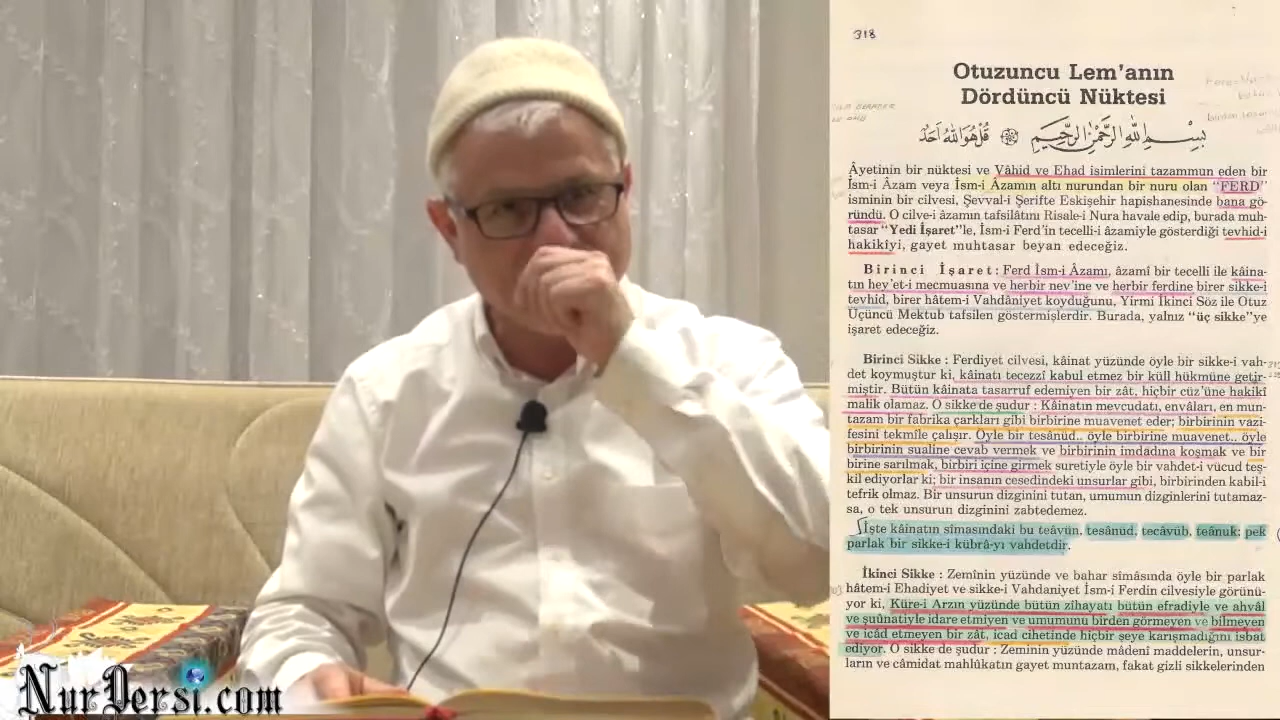 318
Otuzuncu Lem'anın
Dördüncü Nüktesi
بِسْــمِ اللّٰهِ الرَّحْمٰنِ الرَّحِيمِ ۞ قُلْ هُوَ اللّٰهُ اَحَدٌ
Âyetinin bir nüktesi ve Vâhid ve Ehad isimlerini tazammun eden bir
İsm-i Âzam veya İsm-i Âzamın altı nurundan bir nuru olan "FERD"
isminin bir cilvesi, Şevval-i Şerifte Eskişehir hapishanesinde bana gö-
ründü. O cilve-i âzamın tafsilâtını Risale-i Nura havale edip, burada muh-
tasar "Yedi İşaret"le, İsm-i Ferd'in tecelli-i âzamiyle gösterdiği tevhid-i
hakikîyi, gayet muhtasar beyan edeceğiz.
Birinci İşaret: Ferd İsm-i Âzamı, âzamî bir tecelli ile kâina-
tın hey'et-i mecmuasına ve herbir nev'ine ve herbir ferdine birer sikke-i
tevhid, birer hâtem-i Vahdâniyet koyduğunu, Yirmi İkinci Söz ile Otuz
Üçüncü Mektub tafsilen göstermişlerdir. Burada, yalnız "üç sikke"ye
işaret edeceğiz.
Birinci Sikke : Ferdiyet cilvesi, kâinat yüzünde öyle bir sikke-i vah-
det koymuştur ki, kâinatı tecezzi kabul etmez bir küll hükmüne getir-
miştir. Bütün kâinata tasarruf edemiyen bir zât, hiçbir cüz'üne hakikî
malik olamaz. O sikke de şudur : Kâinatın mevcudatı, envâları, en mun-
tazam bir fabrika çarkları gibi birbirine muavenet eder; birbirinin vazi-
fesini tekmîle çalışır. Öyle bir tesânüd.. öyle birbirine muavenet.. öyle
birbirinin sualine cevab vermek ve birbirinin imdadına koşmak ve bir
birine sarılmak, birbiri içine girmek suretiyle öyle bir vahdet-i vücud teş-
kil ediyorlar ki; bir insanın cesedindeki unsurlar gibi, birbirinden kabil-i
tefrik olmaz. Bir unsurun dizginini tutan, umumun dizginlerini tutamaz-
sa, o tek unsurun dizginini zabtedemez.
İşte kâinatın sîmasındaki bu teâvün, tesânüd, tecâvüb, teânuk; pek
parlak bir sikke-i kübrâ-yı vahdetdir.
İkinci Sikke : Zemînin yüzünde ve bahar sîmâsında öyle bir parlak
hâtem-i Ehadiyet ve sikke-i Vahdaniyet İsm-i Ferdin cilvesiyle görünü-
yor ki, Küre-i Arzın yüzünde bütün zîhayatı bütün efradiyle ve ahvâl
ve şuûnatiyle idare etmiyen ve umumunu birden görmeyen ve bilmeyen
ve icâd etmeyen bir zât, icad cihetinde hiçbir şeye karışmadığını isbat
ediyor. O sikke de şudur : Zeminin yüzünde mâdenî maddelerin, unsur-
ların ve câmidat mahlûkatın gayet muntazam, fakat gizli sikkelerinden
NurDersi.com